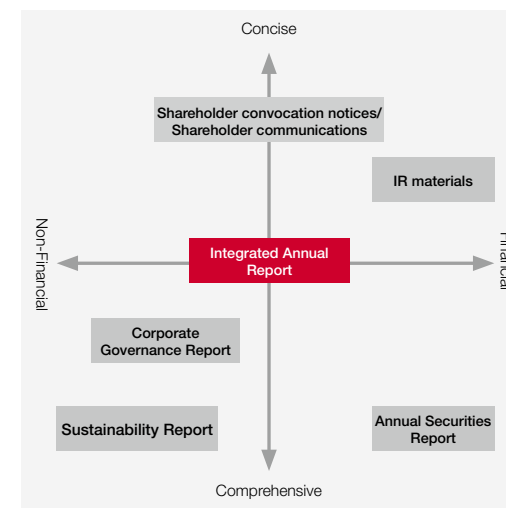 Concise
Shareholder convocation notices/
Shareholder communications
IR materials
Non-Financial
Integrated Annual
Report
Financial
Corporate
Governance Report
Sustainability Report
Annual Securities
Report
Comprehensive